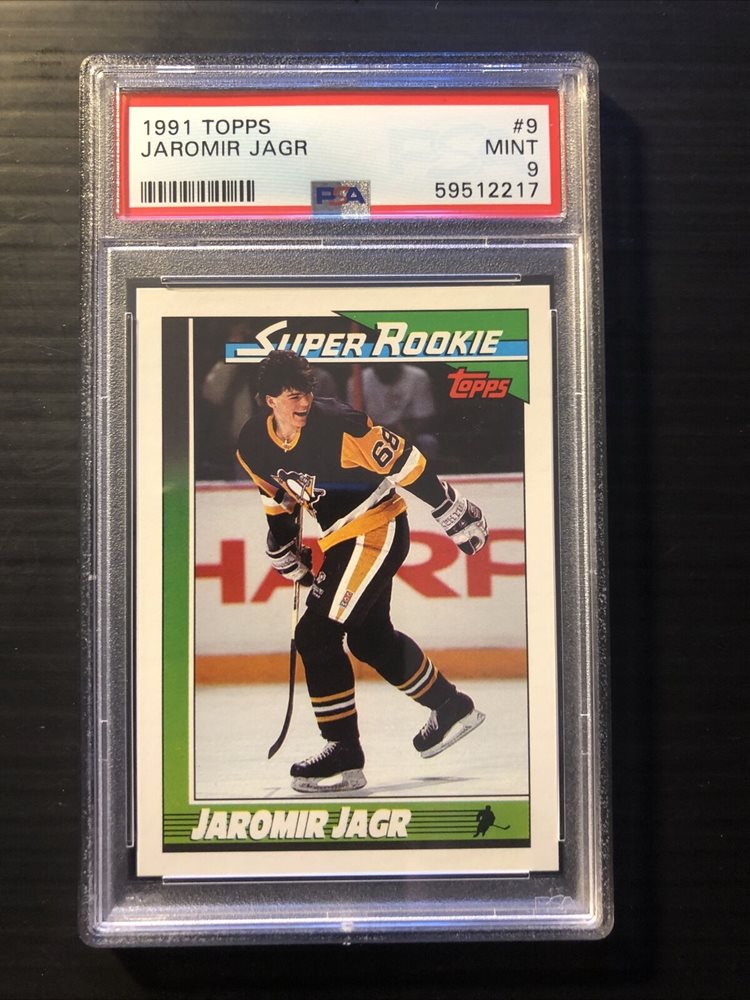 1991 TOPPS #9
JAROMIR JAGR MINT
9
PSA 59512217
SUPER ROOKIE
TOPPS
68
HARP
JAROMIR JAGR